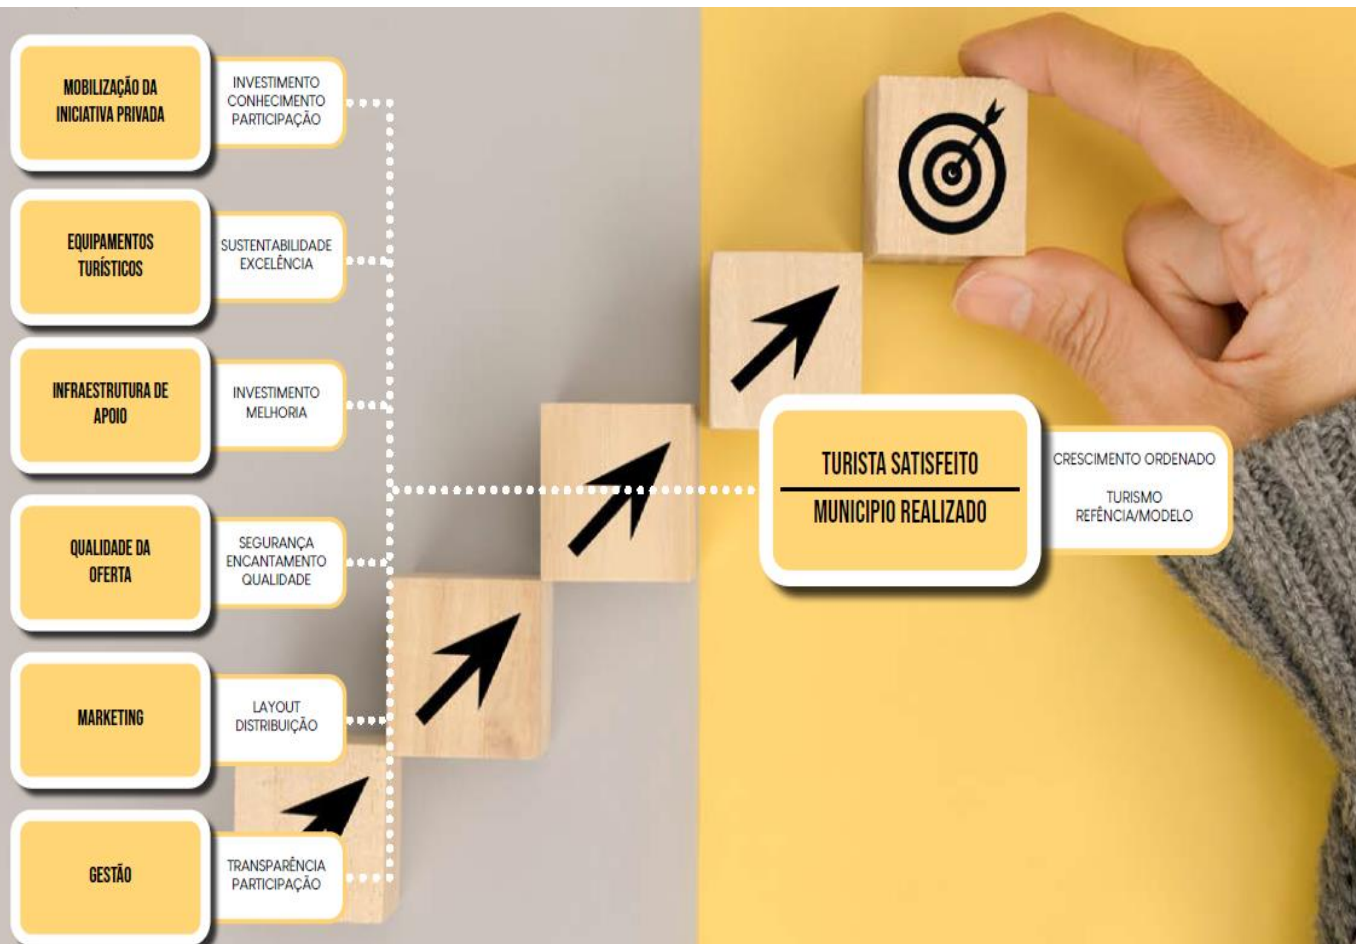 MOBILIZAÇÃO DA
INICIATIVA PRIVADA
INVESTIMENTO
CONHECIMENTO
PARTICIPAÇÃO
EQUIPAMENTOS
TURÍSTICOS
SUSTENTABILIDADE
EXCELÊNCIA
INFRAESTRUTURA DE
APOIO
INVESTIMENTO
MELHORIA
QUALIDADE DA
OFERTA
SEGURANÇA
ENCANTAMENTO
QUALIDADE
MARKETING
LAYOUT
DISTRIBUIÇÃO
GESTÃO
TRANSPARÊNCIA
PARTICIPAÇÃO
TURISTA SATISFEITO
MUNICIPIO REALIZADO
CRESCIMENTO ORDENADO
TURISMO
REFÊNCIA/MODELO